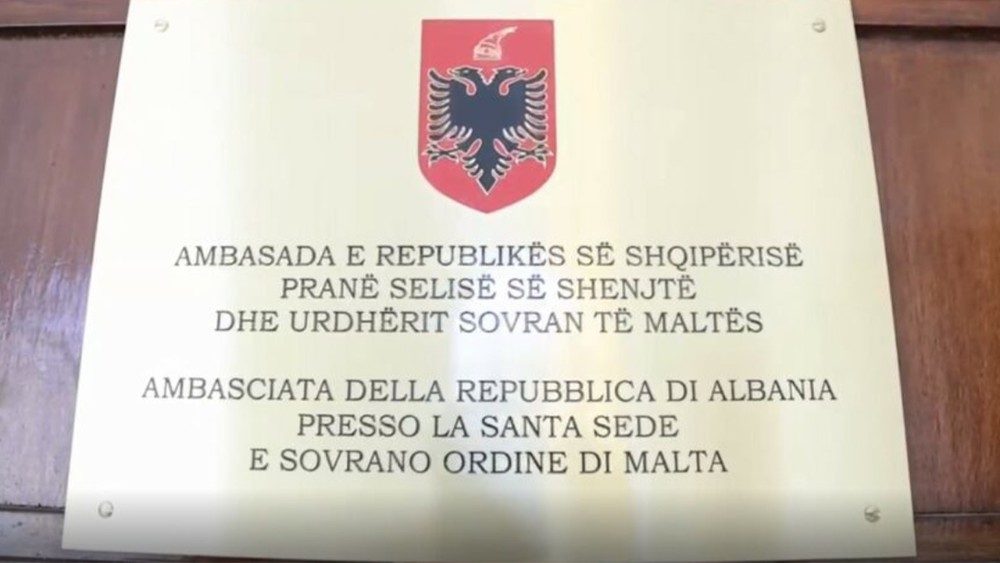 AMBASADA E REPUBLIKËS SË SHQIPËRISË
PRANË SELISË SË SHENJTË
DHE URDHËRIT SOVRAN TË MALTËS
AMBASCIATA DELLA REPUBBLICA DI ALBANIA
PRESSO LA SANTA SEDE
E SOVRANO ORDINE DI MALTA